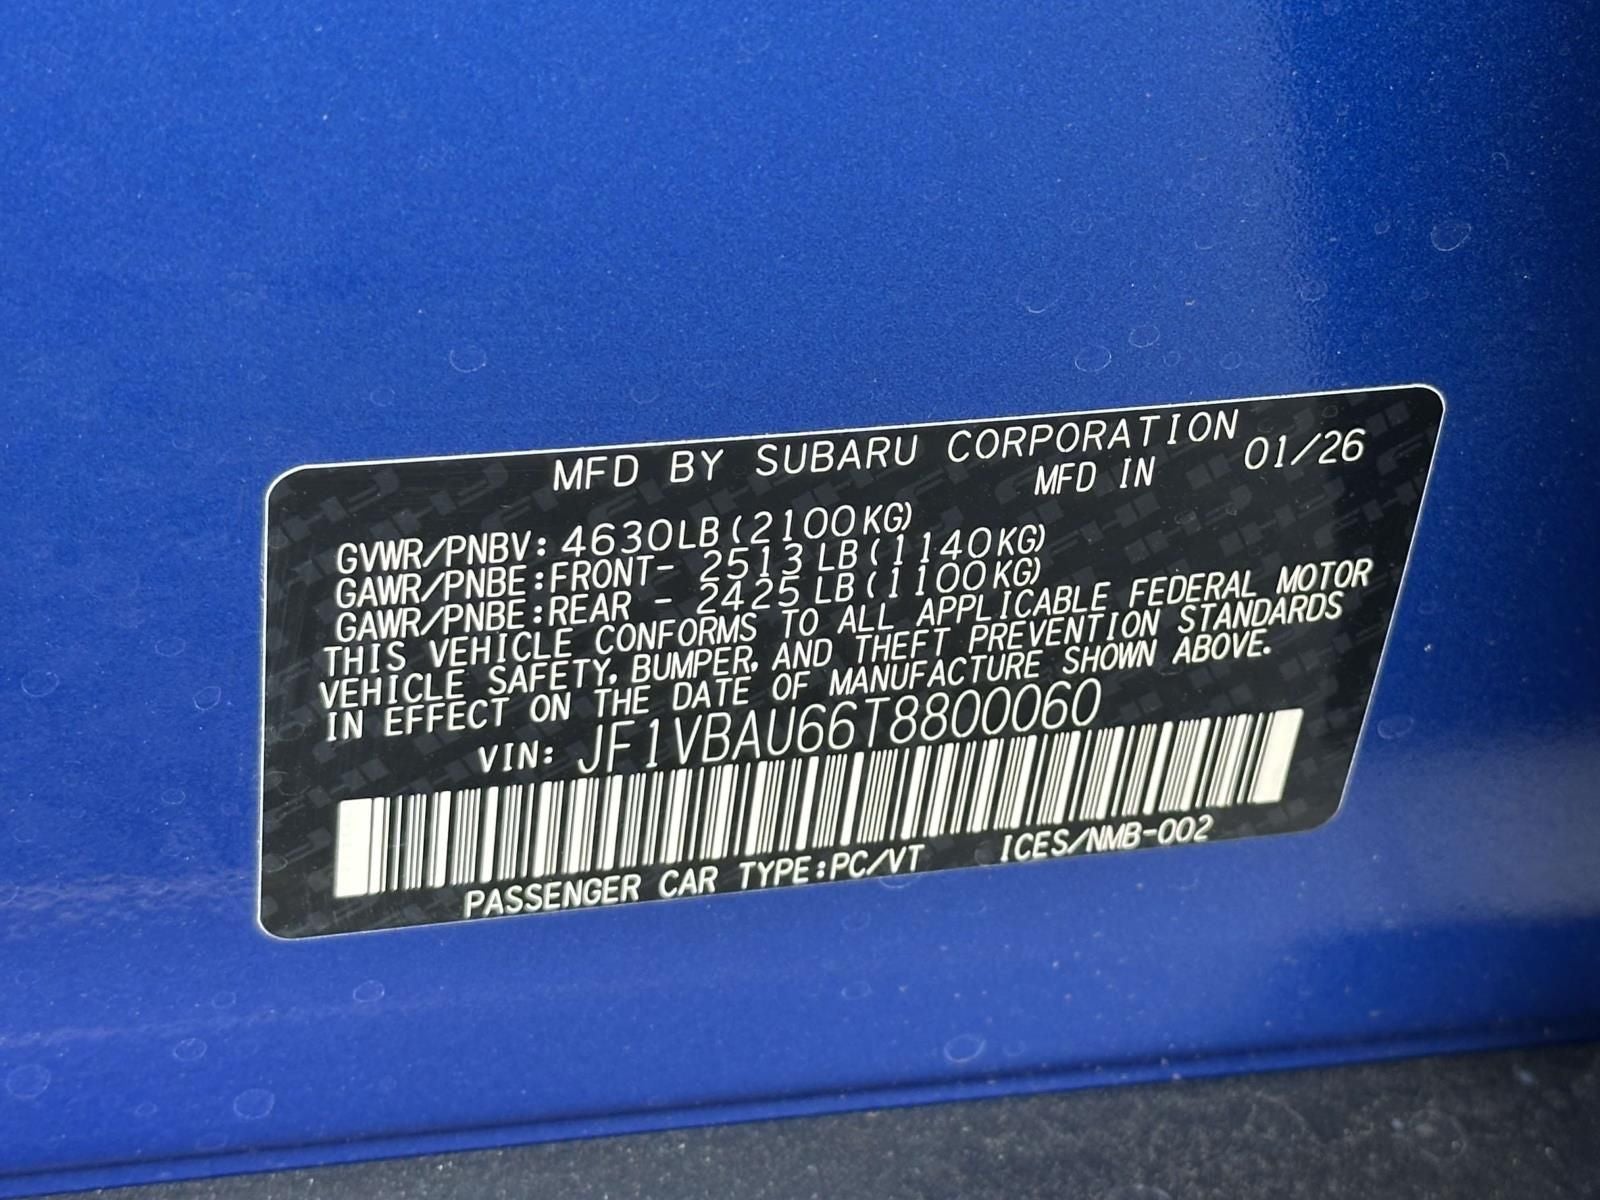 MFD BY SUBARU CORPORATION
MFD IN 01/26
GVWR/PNBV: 4630LB(2100KG)
GAWR/PNBE:FRONT- 2513LB(1140KG)
GAWR/PNBE:REAR - 2425LB(1100KG)
THIS VEHICLE CONFORMS TO ALL APPLICABLE FEDERAL MOTOR
VEHICLE SAFETY, BUMPER, AND THEFT PREVENTION STANDARDS
IN EFFECT ON THE DATE OF MANUFACTURE SHOWN ABOVE.
VIN: JF1VBAU66T8800060
PASSENGER CAR TYPE:PC/VT ICES/NMB-002